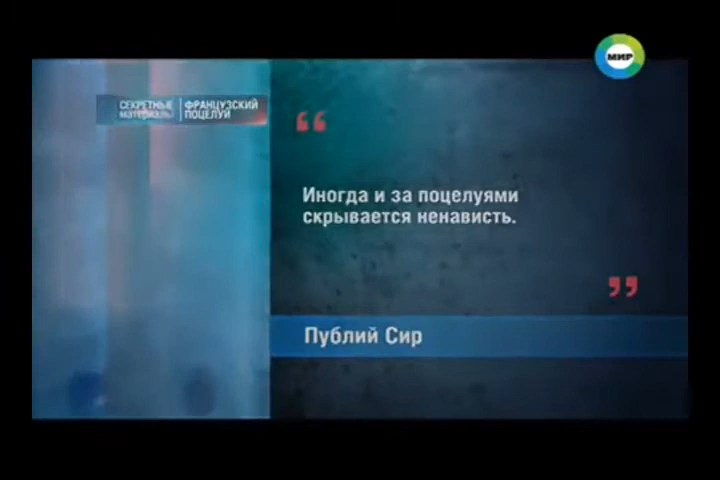 МИР
СЕКРЕТНЫЕ
материалы
ФРАНЦУЗСКИЙ
ПОЦЕЛУЙ
“
Иногда и за поцелуями
скрывается ненависть.
”
Публий Сир